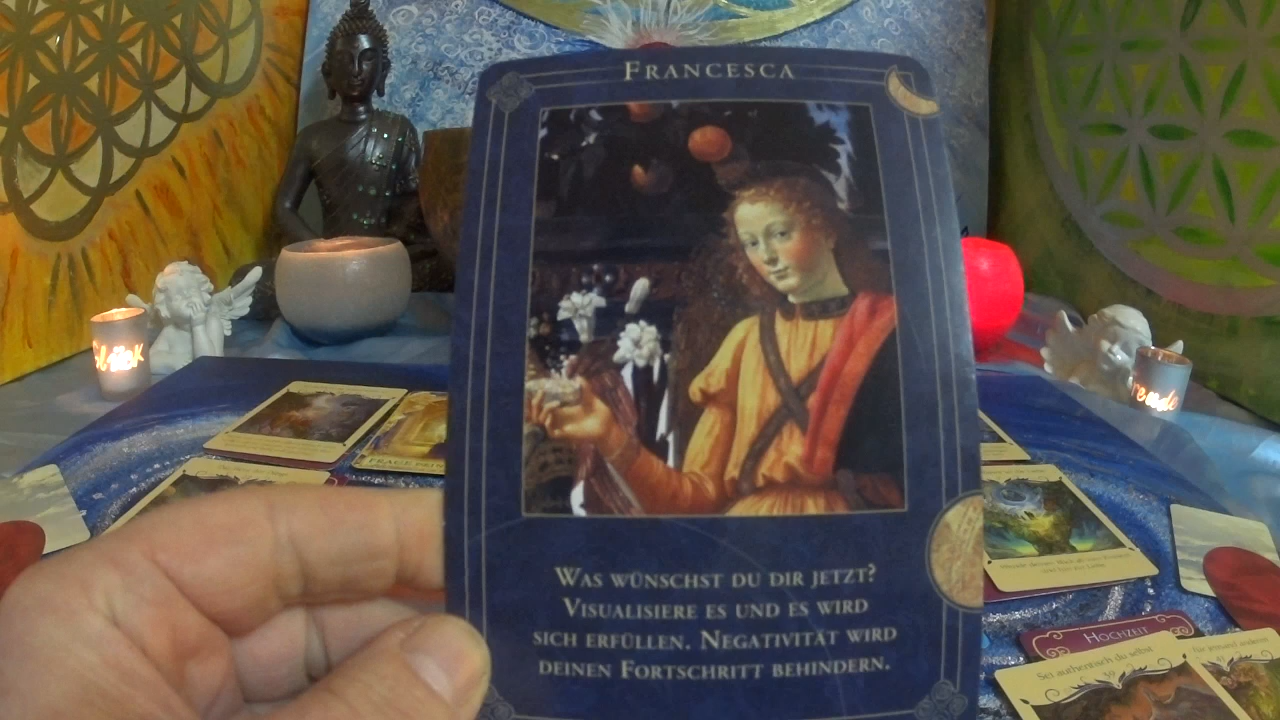 FRANCESCA
WAS WÜNSCHST DU DIR JETZT?
VISUALISIERE ES UND ES WIRD
SICH ERFÜLLEN. NEGATIVITÄT WIRD
DEINEN FORTSCHRITT BEHINDERN.
Glück
HOCHZEIT
Sei authentisch du selbst
39